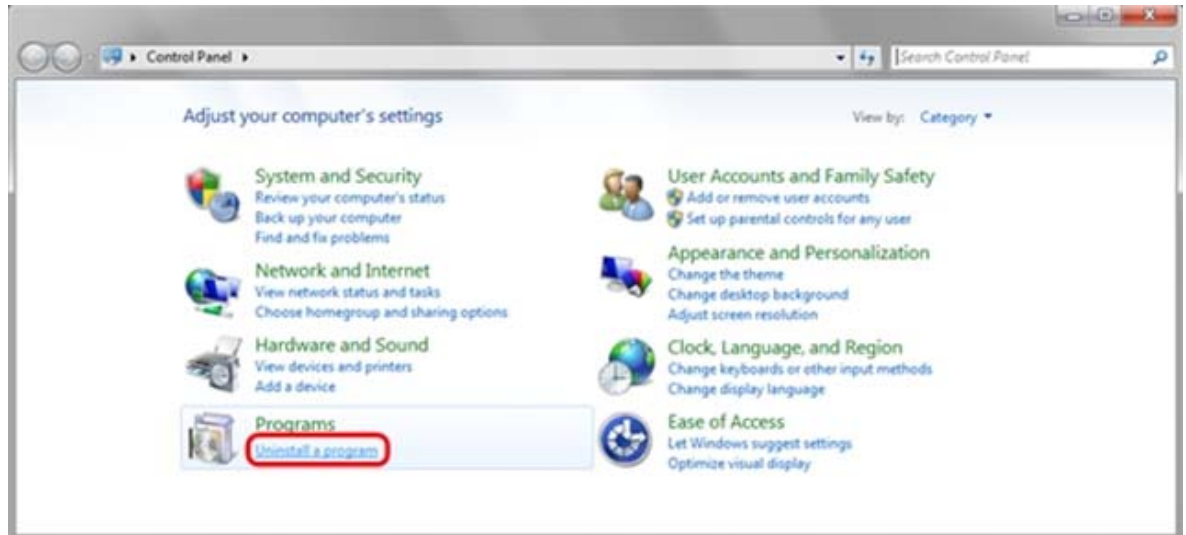 Control Panel
Search Control Panel
Adjust your computer's settings
View by: Category
System and Security
Review your computer's status
Back up your computer
Find and fix problems
Network and Internet
View network status and tasks
Choose homegroup and sharing options
Hardware and Sound
View devices and printers
Add a device
Programs
Uninstall a program
User Accounts and Family Safety
Add or remove user accounts
Set up parental controls for any user
Appearance and Personalization
Change the theme
Change desktop background
Adjust screen resolution
Clock, Language, and Region
Change keyboards or other input methods
Change display language
Ease of Access
Let Windows suggest settings
Optimize visual display